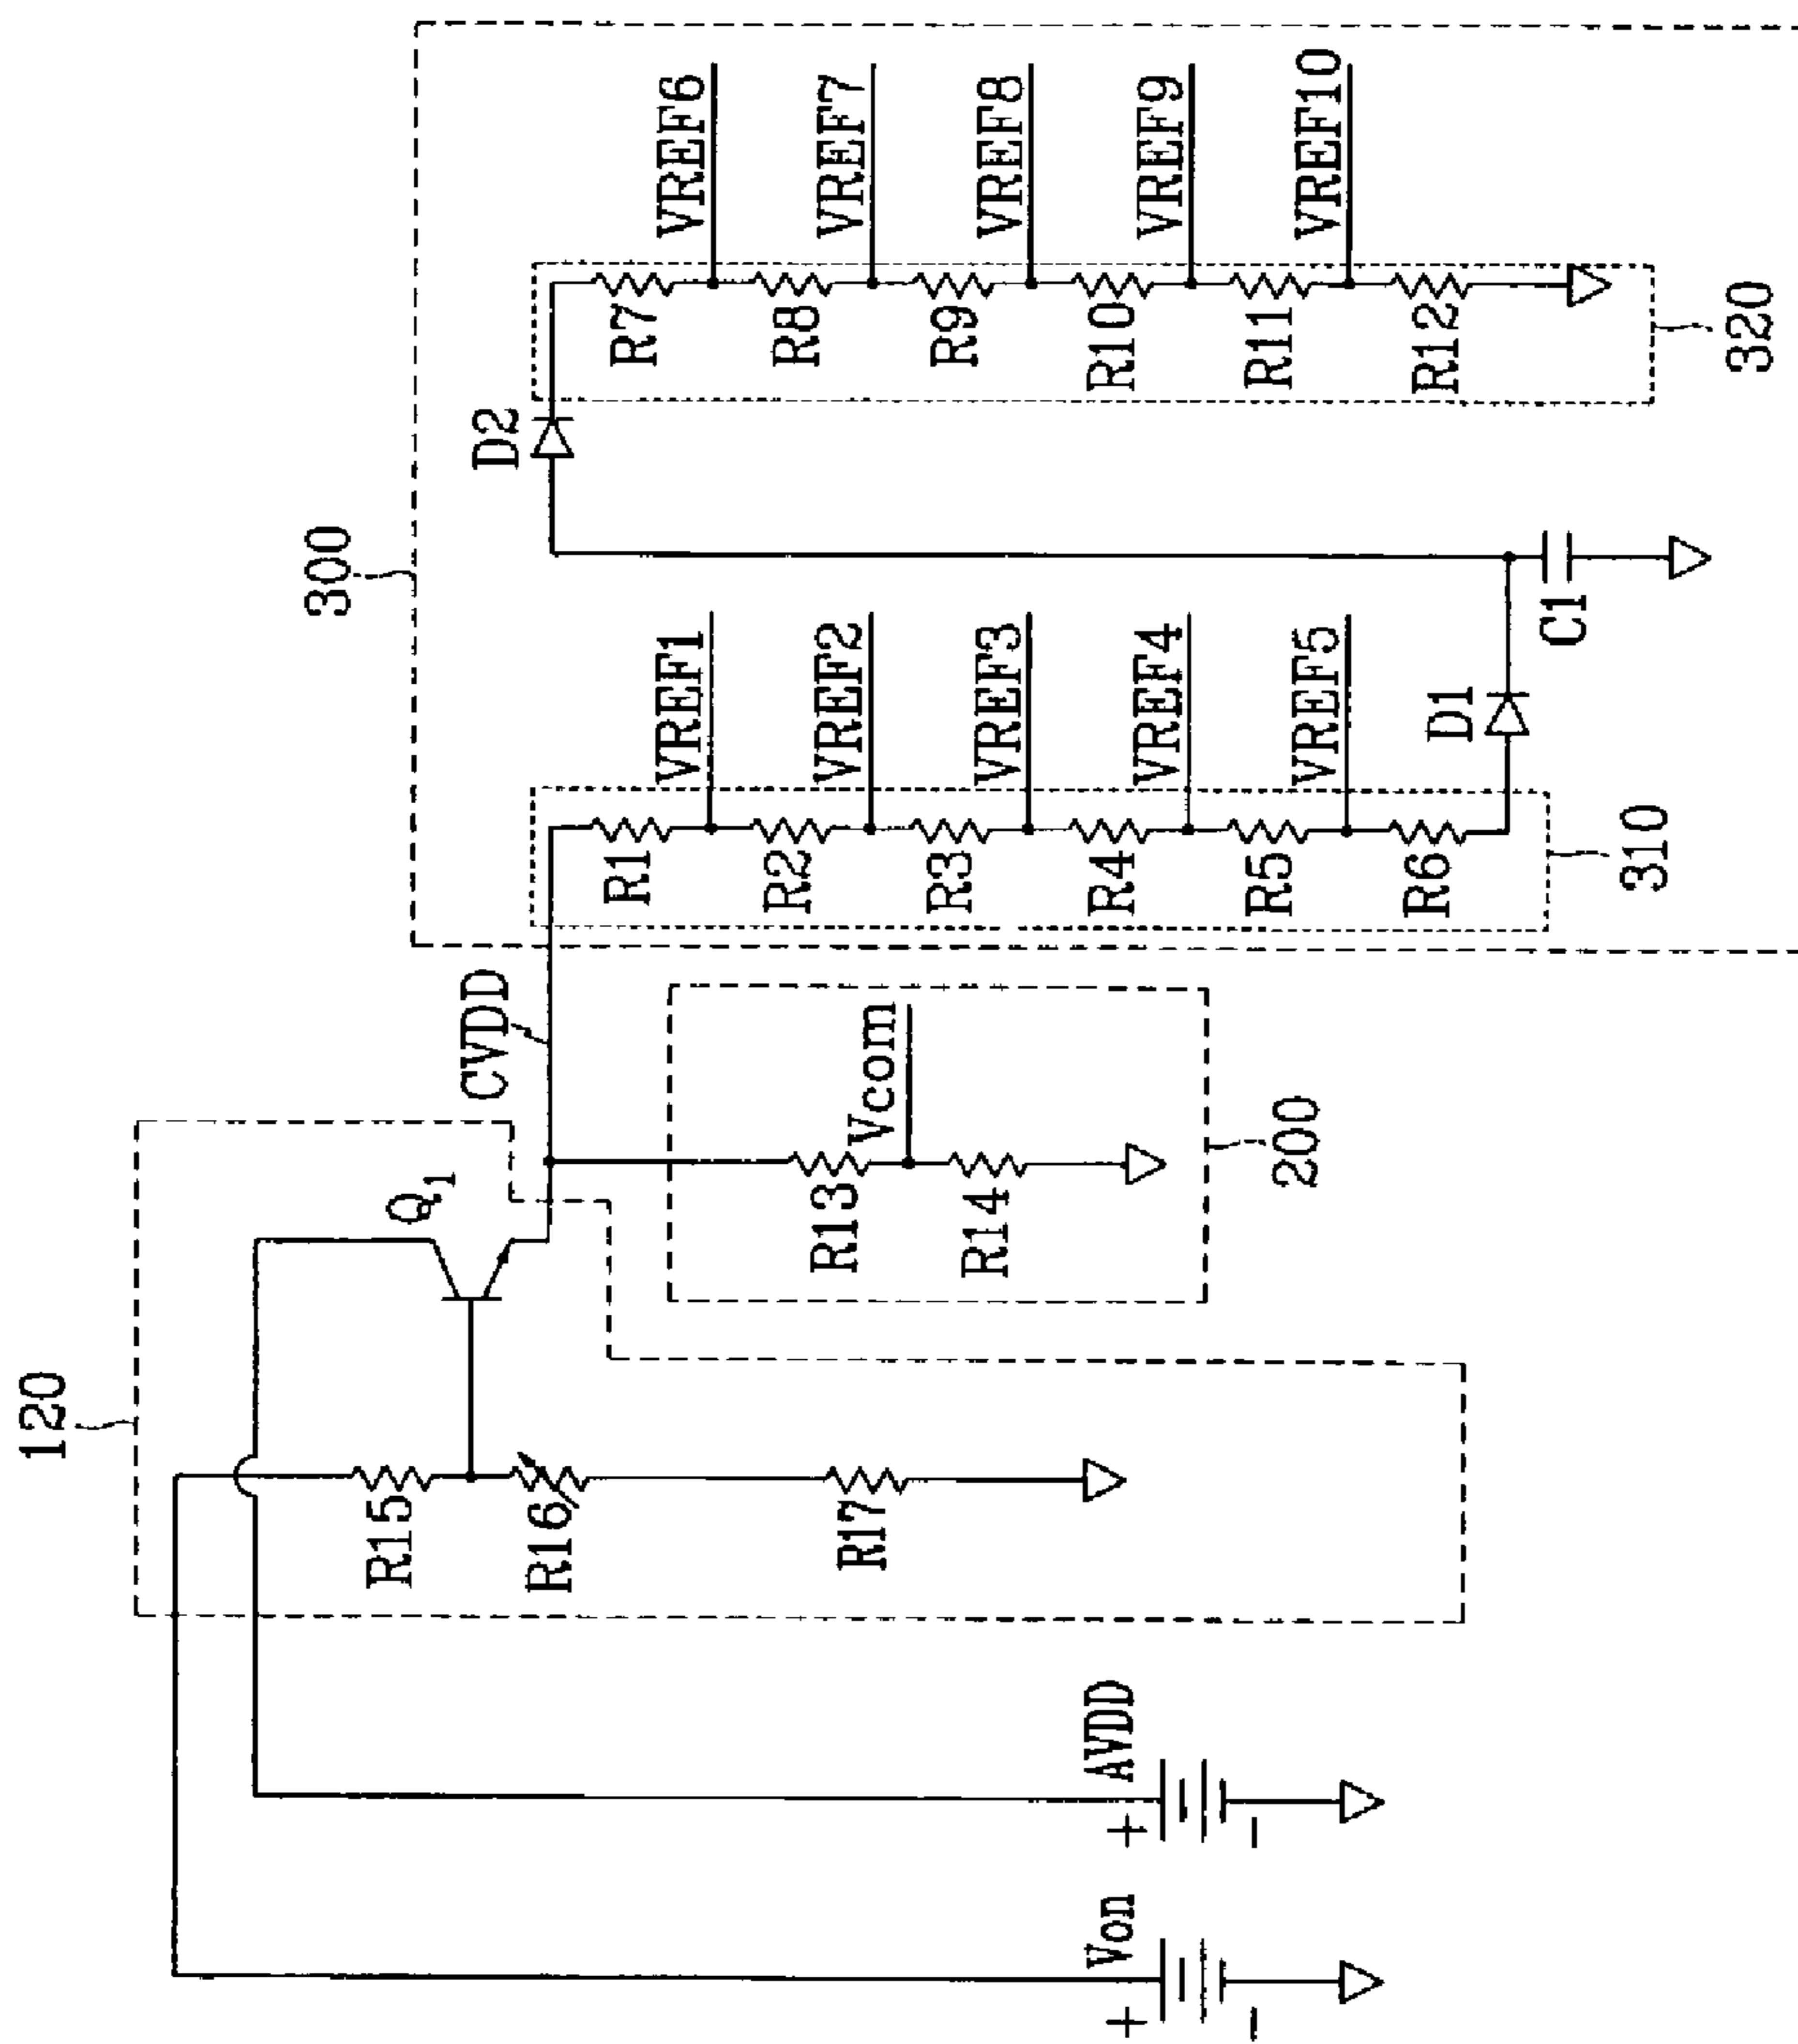 120
Von
+
-
AVDD
+
-
R15
R16
R17
Q1
CVDD
200
R13
Vcom
R14
300
310
R1
VREF1
R2
VREF2
R3
VREF3
R4
VREF4
R5
VREF5
R6
D1
C1
D2
320
R7
VREF6
R8
VREF7
R9
VREF8
R10
VREF9
R11
VREF10
R12